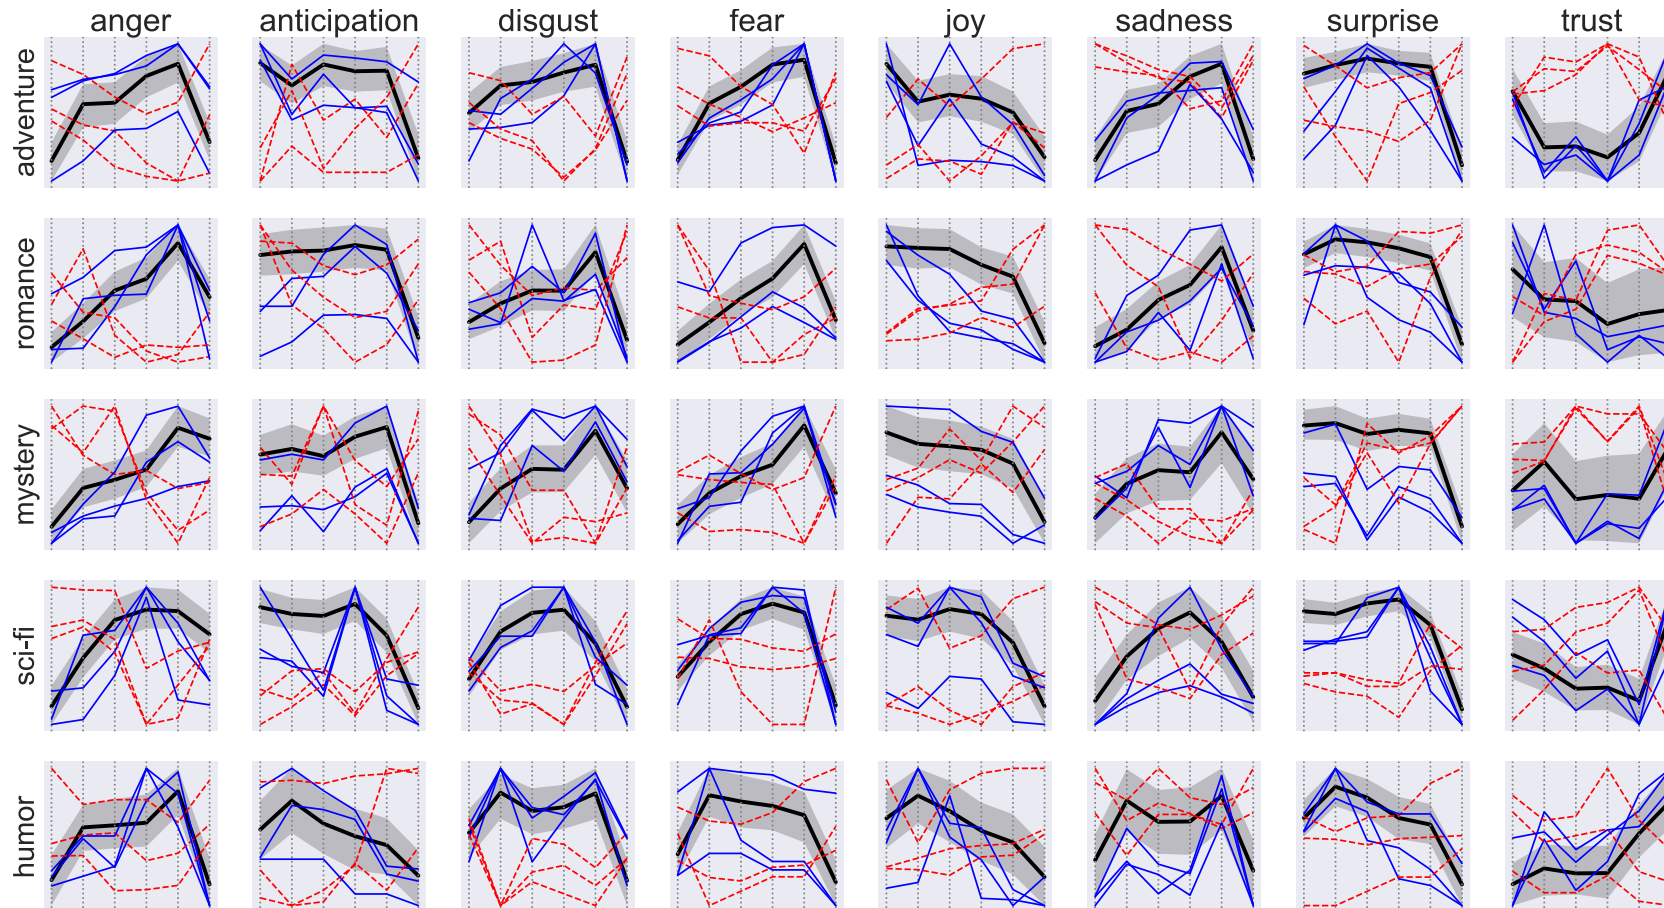 anger anticipation disgust fear joy sadness surprise trust
adventure
romance
mystery
sci-fi
humor